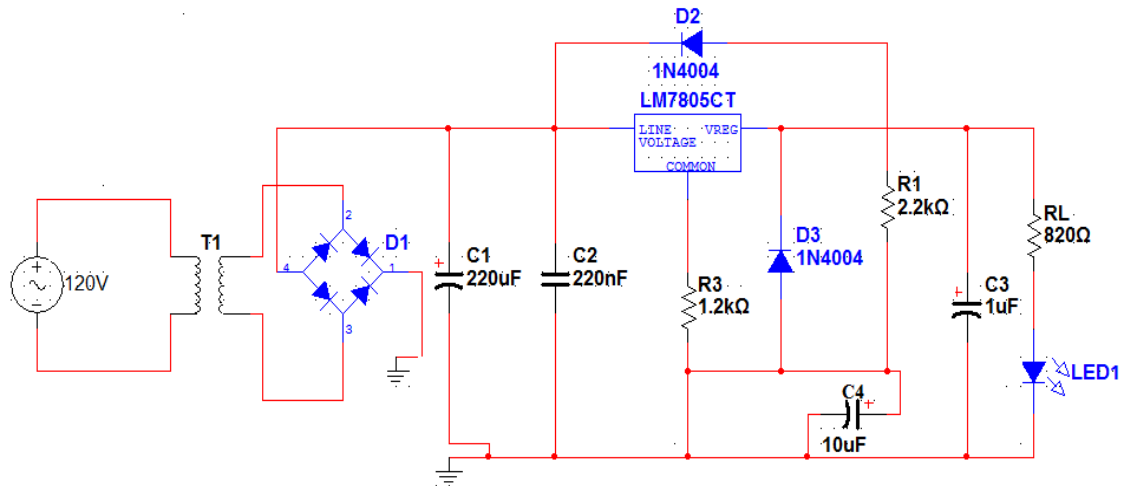 D2
1N4004
LM7805CT
LINE VREG
VOLTAGE
COMMON
R1
2.2kΩ
RL
820Ω
T1
2
D1
4
1
3
120V
C1
220uF
C2
220nF
D3
1N4004
R3
1.2kΩ
C3
1uF
C4
10uF
LED1